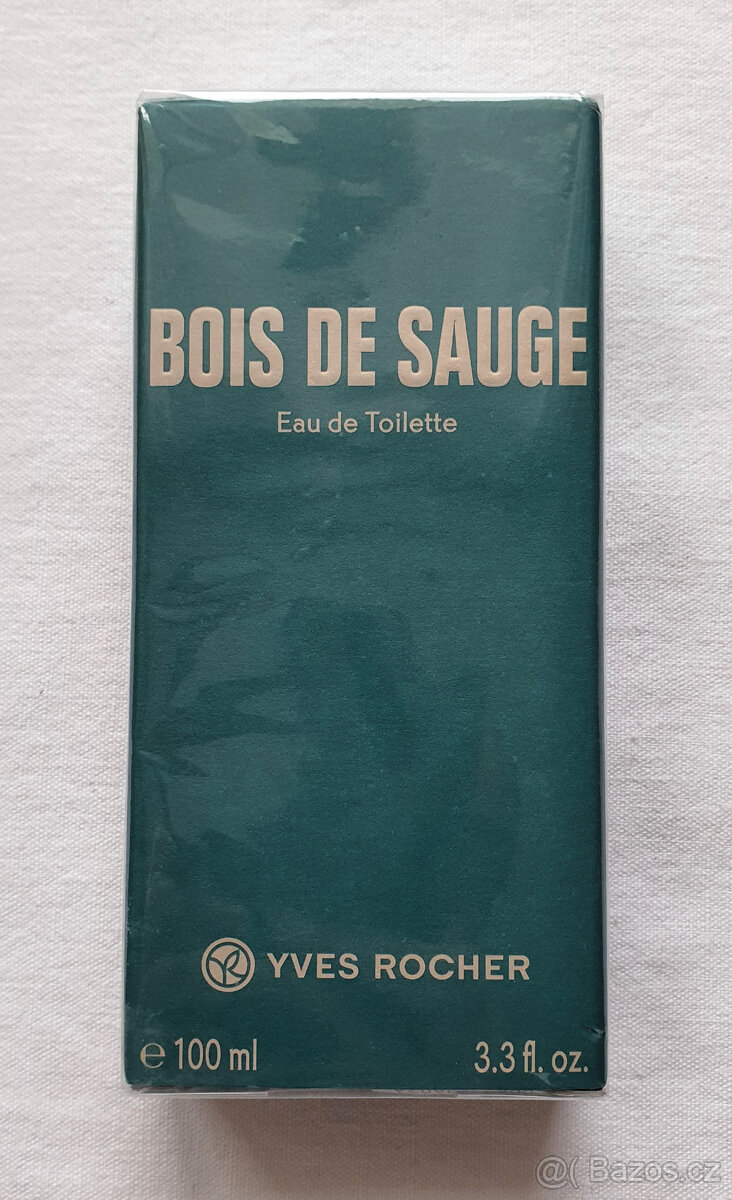 BOIS DE SAUGE
Eau de Toilette
YVES ROCHER
℮ 100 ml 3.3 fl. oz.
@( Bazos.cz